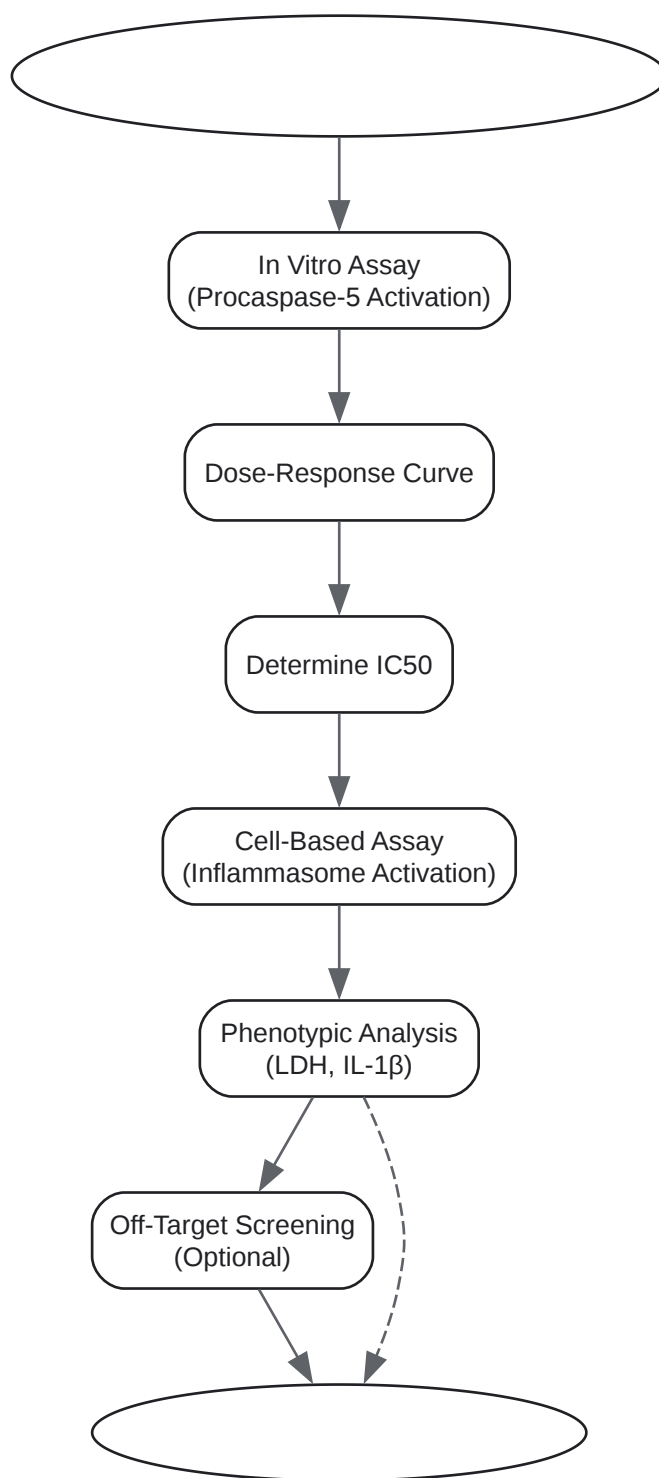 In Vitro Assay
(Procaspase-5 Activation)
Dose-Response Curve
Determine IC50
Cell-Based Assay
(Inflammasome Activation)
Phenotypic Analysis
(LDH, IL-1β)
Off-Target Screening
(Optional)